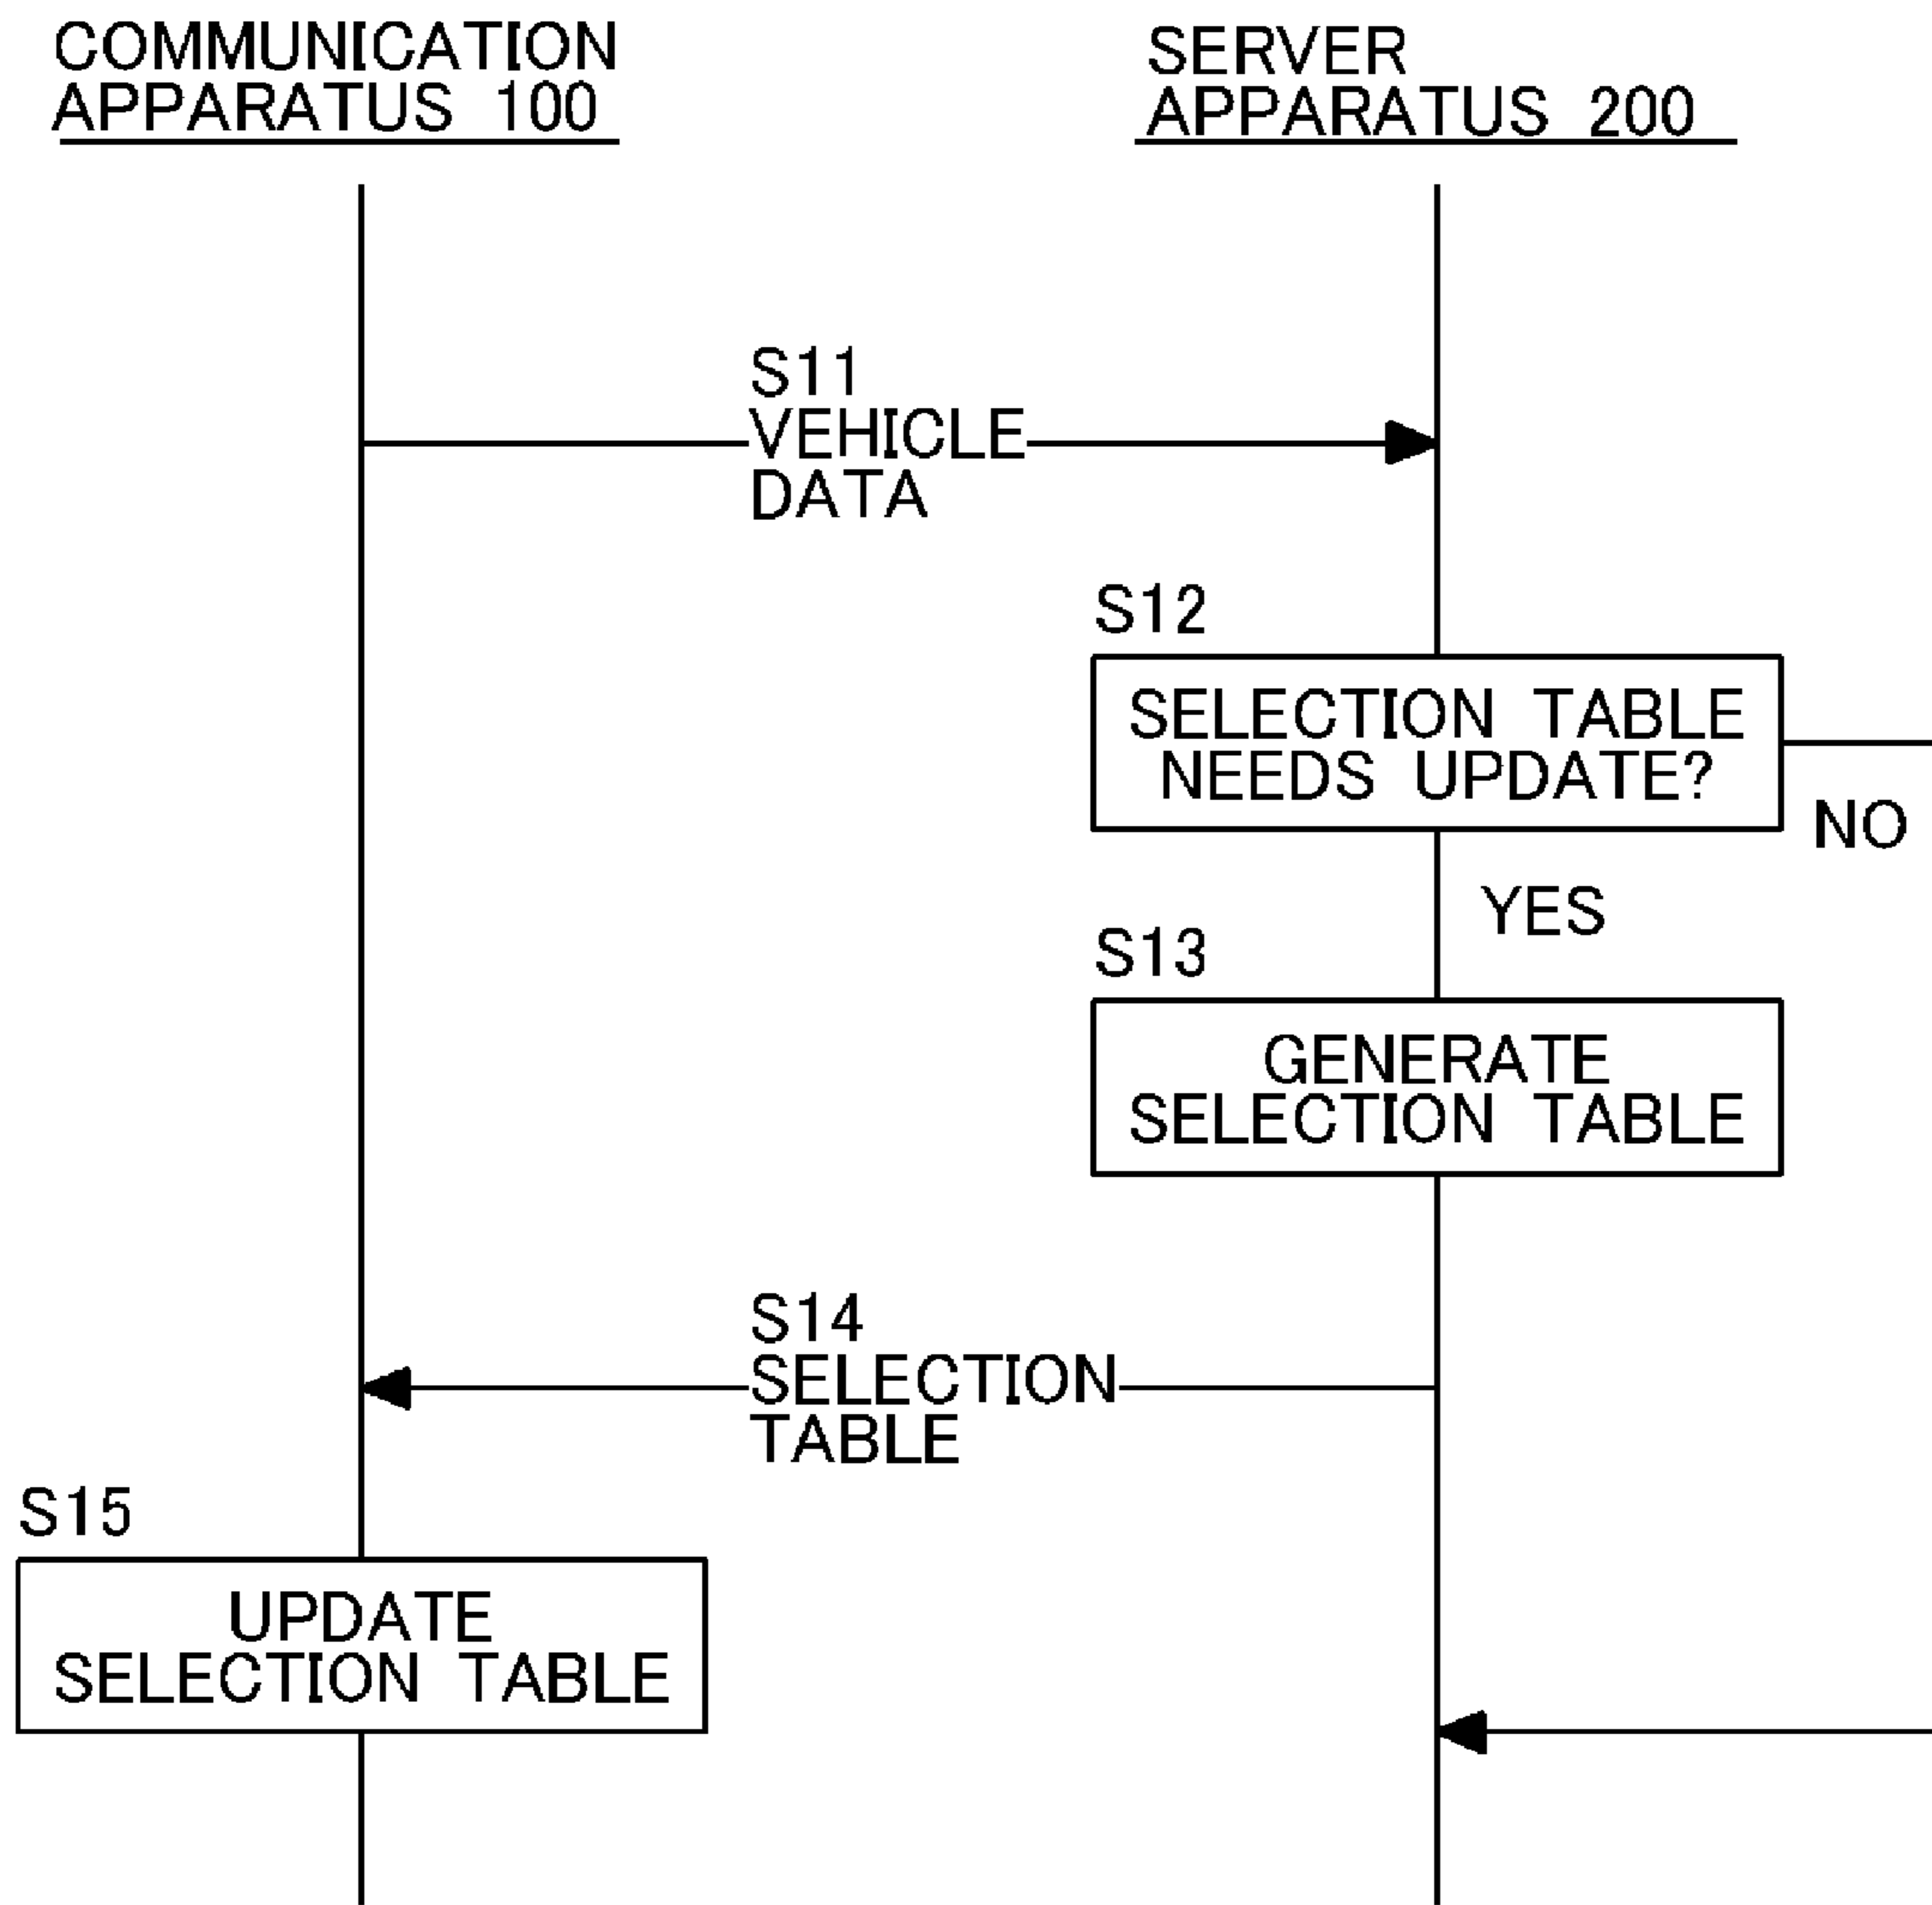 COMMUNICATION
APPARATUS 100
SERVER
APPARATUS 200
S11
VEHICLE
DATA
S12
SELECTION TABLE
NEEDS UPDATE?
NO
YES
S13
GENERATE
SELECTION TABLE
S14
SELECTION
TABLE
S15
UPDATE
SELECTION TABLE